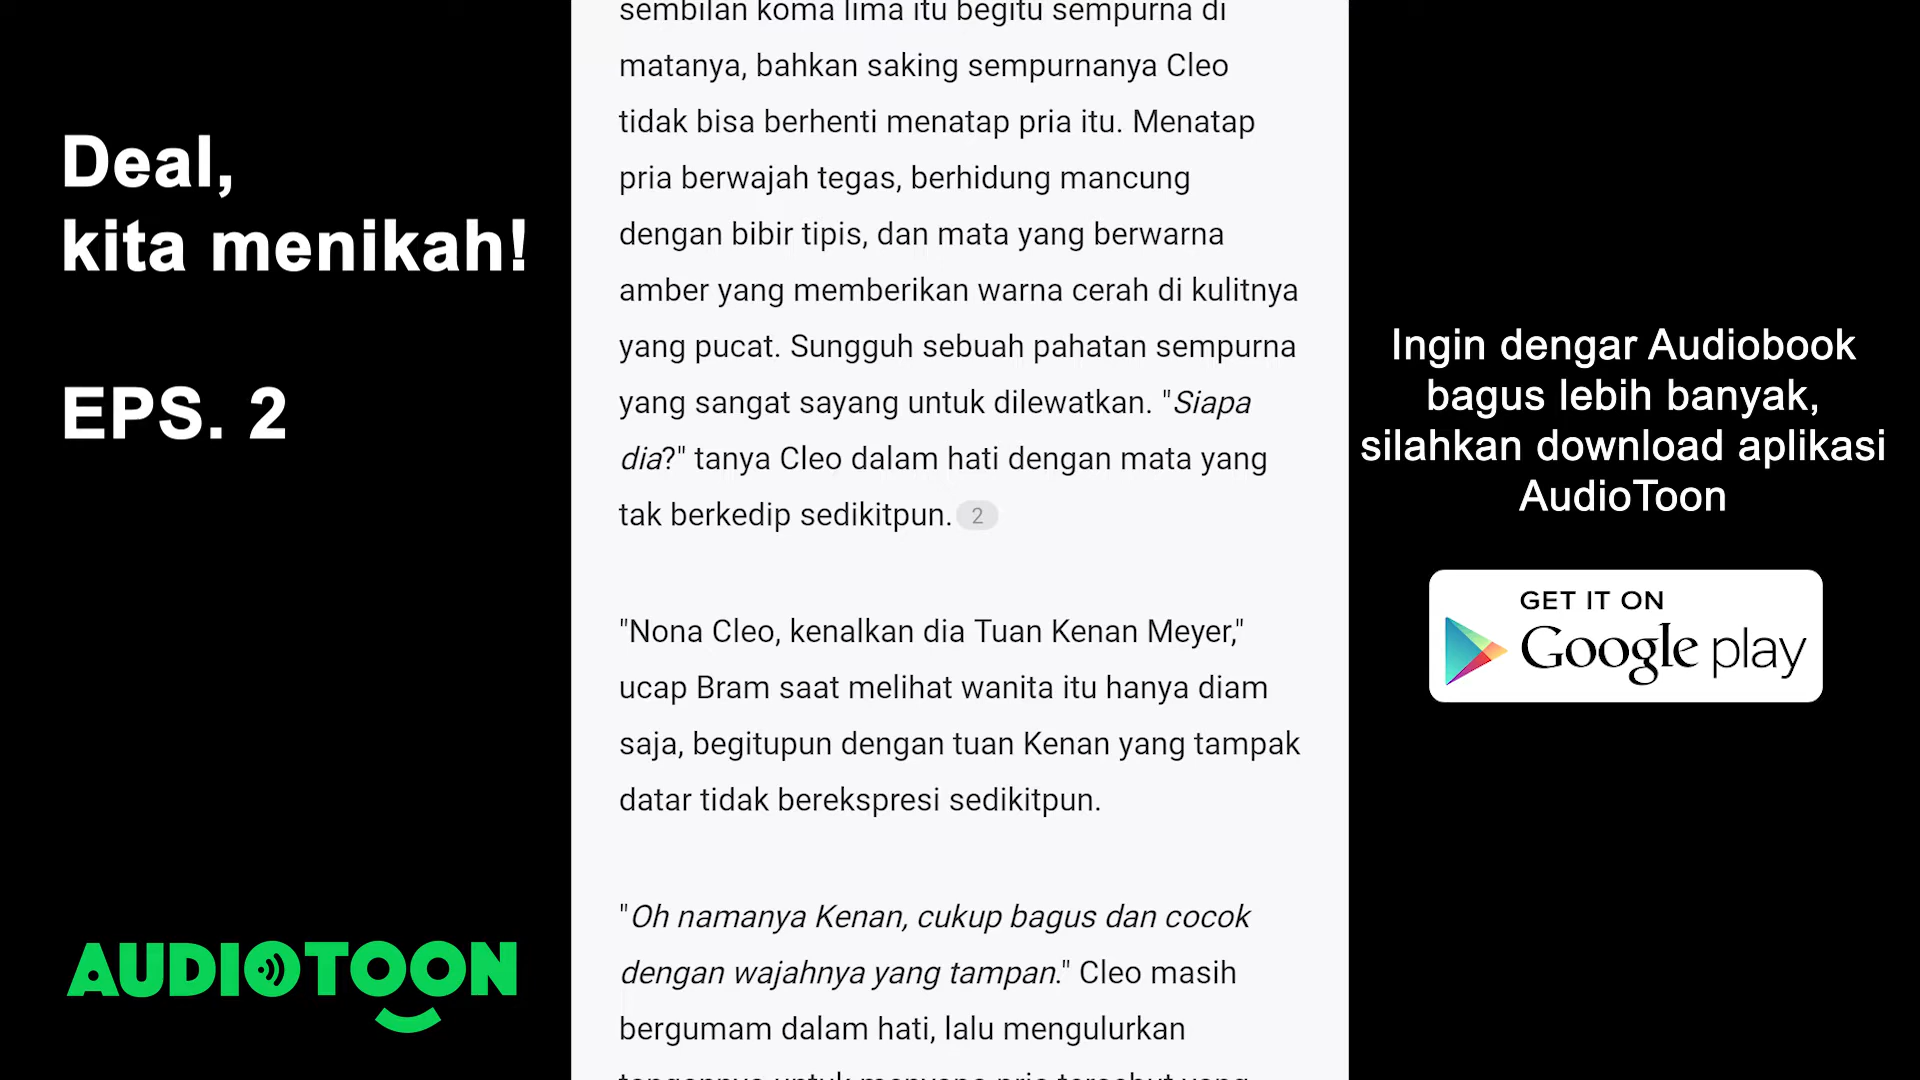 Deal,
kita menikah!
EPS. 2
AUDIOTOON
sembilan koma lima itu begitu sempurna di
matanya, bahkan saking sempurnanya Cleo
tidak bisa berhenti menatap pria itu. Menatap
pria berwajah tegas, berhidung mancung
dengan bibir tipis, dan mata yang berwarna
amber yang memberikan warna cerah di kulitnya
yang pucat. Sungguh sebuah pahatan sempurna
yang sangat sayang untuk dilewatkan. "Siapa
dia?" tanya Cleo dalam hati dengan mata yang
tak berkedip sedikitpun. 2
"Nona Cleo, kenalkan dia Tuan Kenan Meyer,"
ucap Bram saat melihat wanita itu hanya diam
saja, begitupun dengan tuan Kenan yang tampak
datar tidak berekspresi sedikitpun.
"Oh namanya Kenan, cukup bagus dan cocok
dengan wajahnya yang tampan." Cleo masih
bergumam dalam hati, lalu mengulurkan
Ingin dengar Audiobook
bagus lebih banyak,
silahkan download aplikasi
AudioToon
GET IT ON
Google play